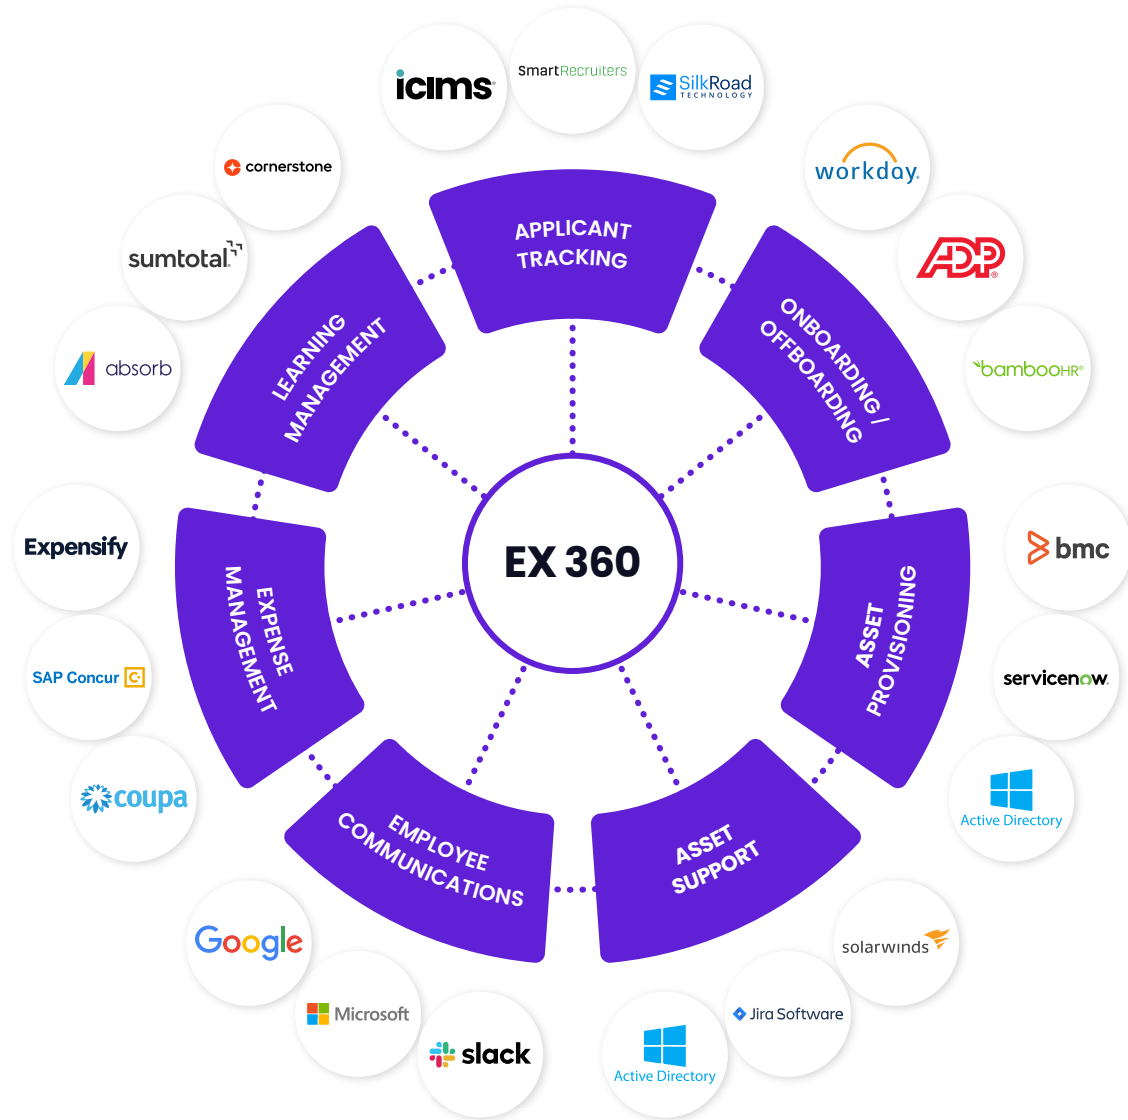 icims
SmartRecruiters
SilkRoad
TECHNOLOGY
workday.
ADP
bambooHR
bmc
servicenow
Active Directory
solarwinds
Jira Software
Active Directory
slack
Microsoft
Google
coupa
SAP Concur
Expensify
absorb
sumtotal
cornerstone
APPLICANT
TRACKING
ONBOARDING /
OFFBOARDING
ASSET
PROVISIONING
ASSET
SUPPORT
EMPLOYEE
COMMUNICATIONS
EXPENSE
MANAGEMENT
LEARNING
MANAGEMENT
EX 360